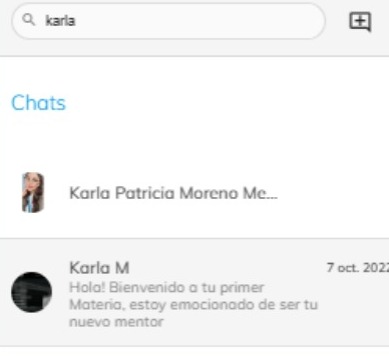 karla
Chats
Karla Patricia Moreno Me...
Karla M
7 oct. 2022
Hola! Bienvenido a tu primer
Materia, estoy emocionado de ser tu
nuevo mentor